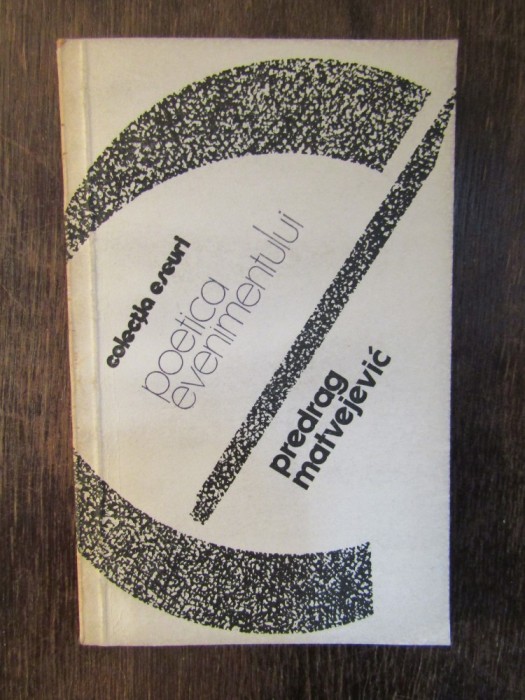 colecția eseuri
poetica
evenimentului
predrag
matvejević